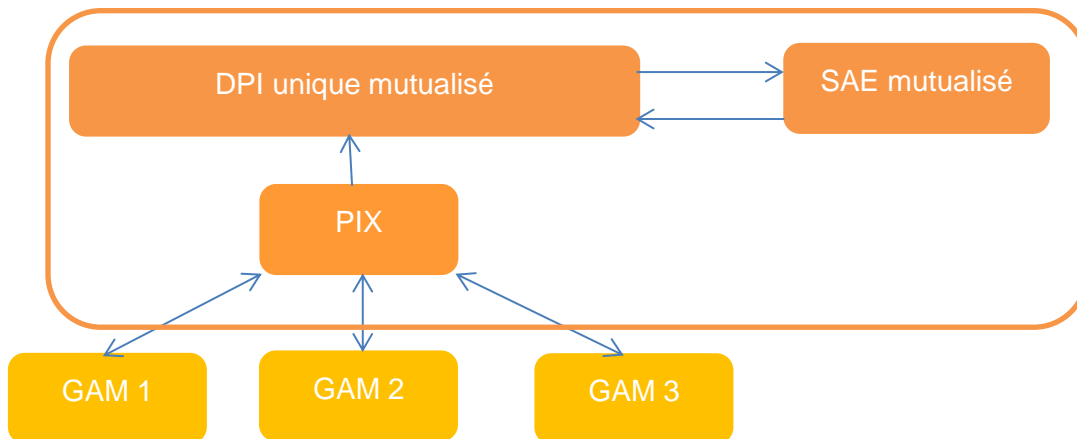 DPI unique mutualisé
SAE mutualisé
PIX
GAM 1
GAM 2
GAM 3